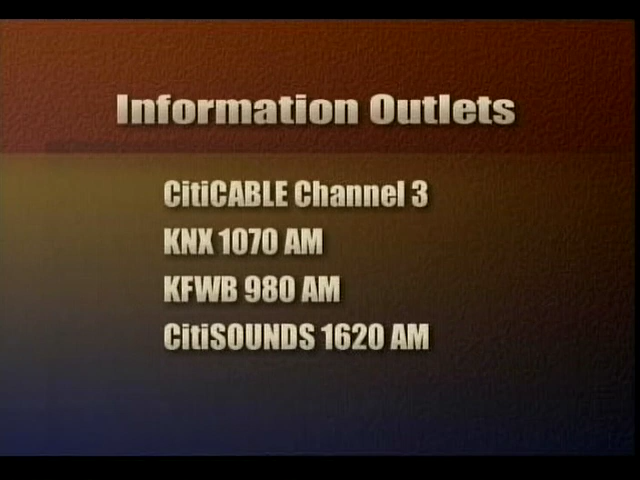 Information Outlets
CitiCABLE Channel 3
KNX 1070 AM
KFWB 980 AM
CitiSOUNDS 1620 AM